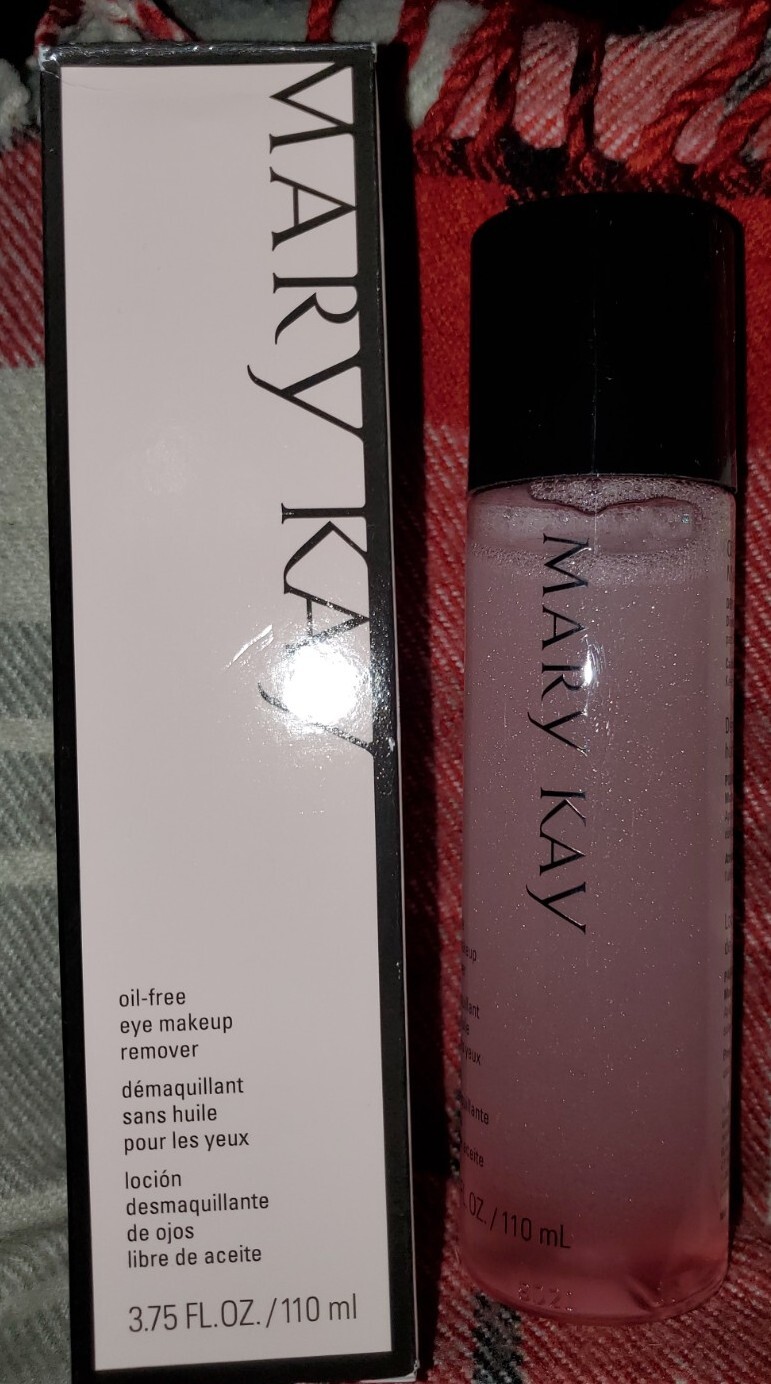 MARY KAY
oil-free
eye makeup
remover
démaquillant
sans huile
pour les yeux
loción
desmaquillante
de ojos
libre de aceite
3.75 FL.OZ. / 110 ml
MARY KAY
OZ. / 110 mL